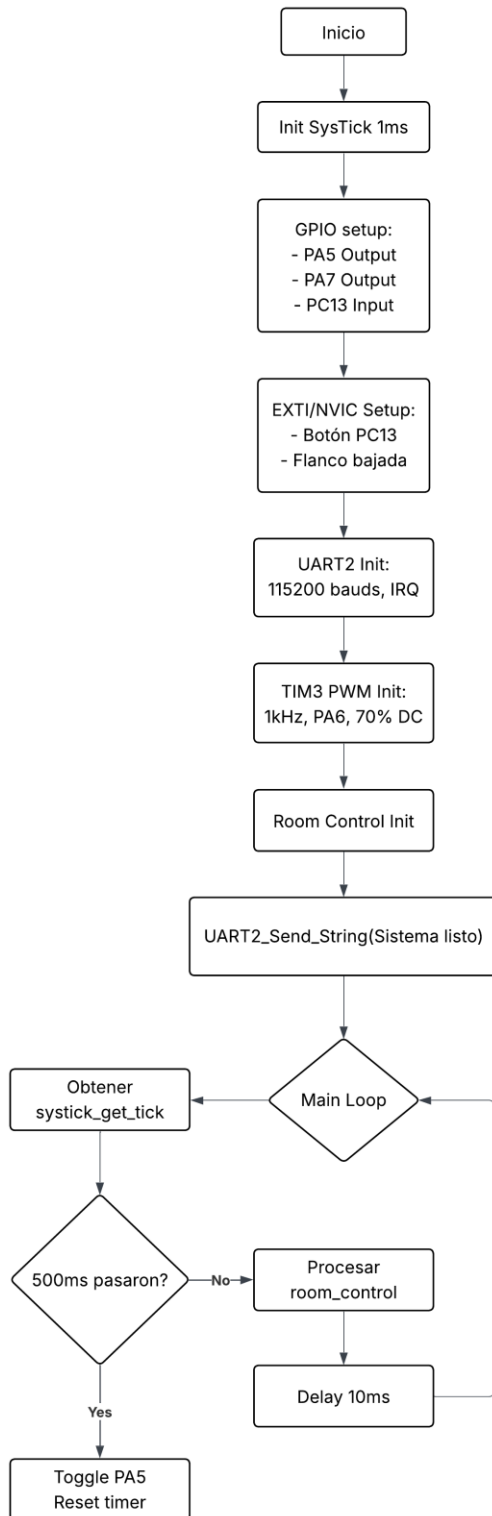 Inicio
Init SysTick 1ms
GPIO setup:
- PA5 Output
- PA7 Output
- PC13 Input
EXTI/NVIC Setup:
- Botón PC13
- Flanco bajada
UART2 Init:
115200 bauds, IRQ
TIM3 PWM Init:
1kHz, PA6, 70% DC
Room Control Init
UART2_Send_String(Sistema listo)
Main Loop
Obtener
systick_get_tick
500ms pasaron?
No
Procesar
room_control
Delay 10ms
Yes
Toggle PA5
Reset timer